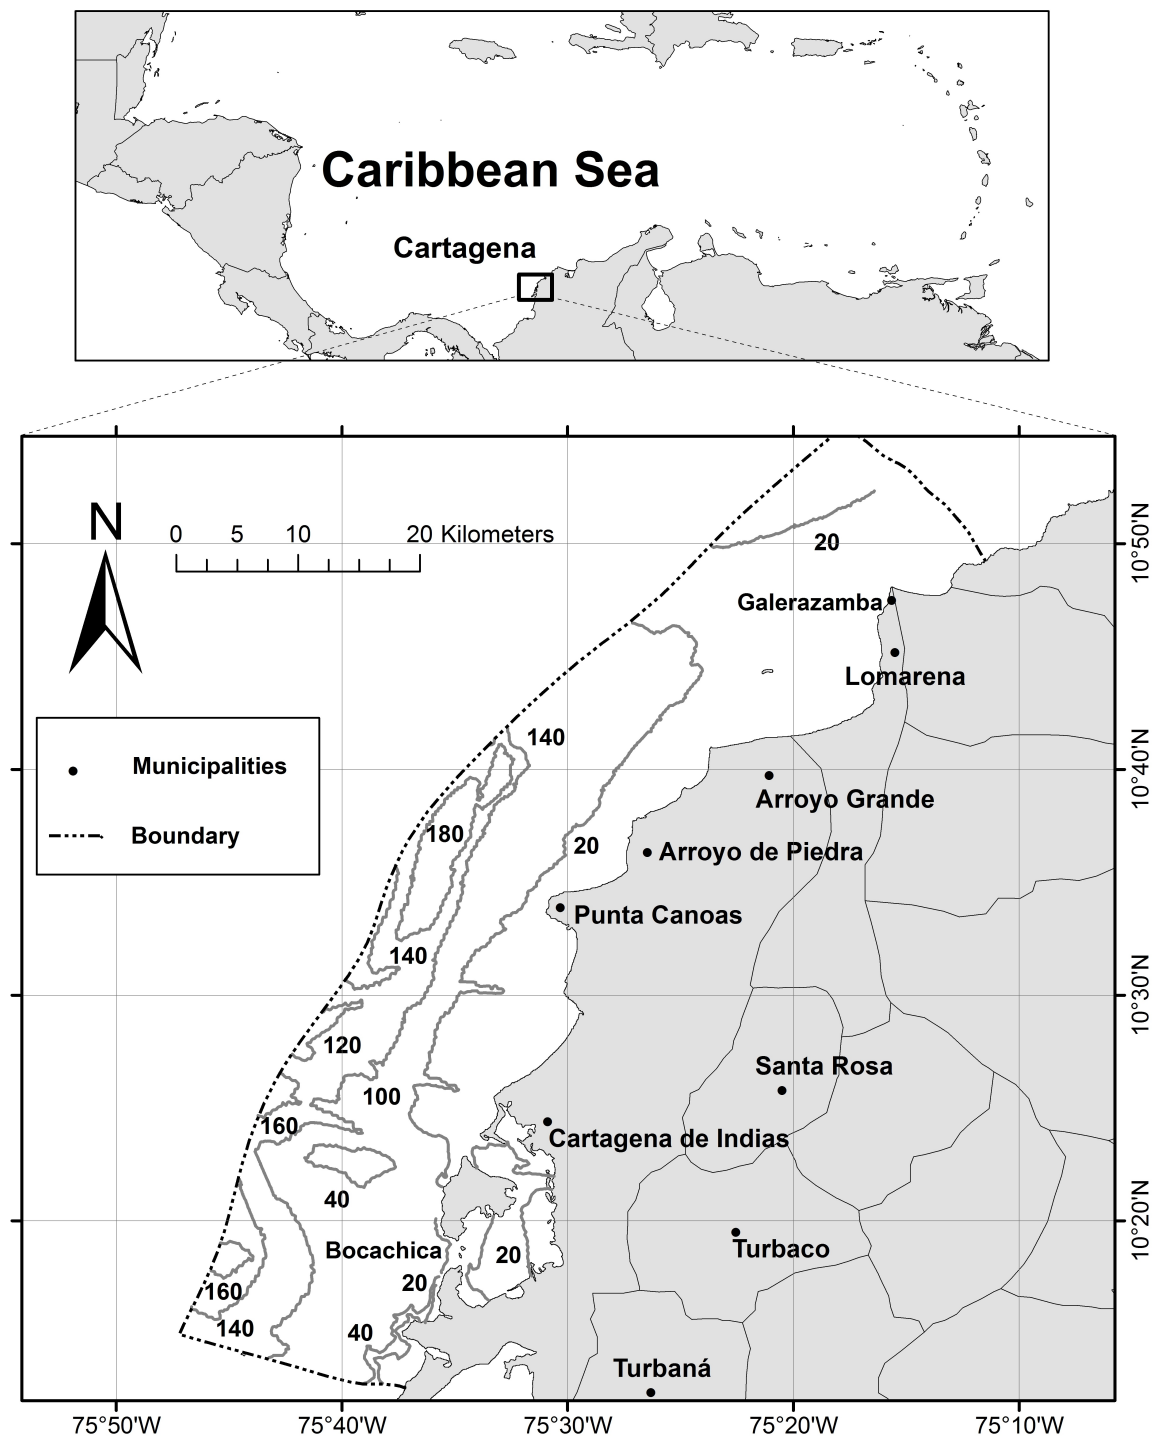 Caribbean Sea
Cartagena
N
0 5 10 20 Kilometers
20
10°50'N
Galerazamba
Lomarena
140
Municipalities
10°40'N
Arroyo Grande
Boundary
180
20
Arroyo de Piedra
Punta Canoas
140
10°30'N
120
Santa Rosa
100
160
Cartagena de Indias
40
10°20'N
Bocachica
20
Turbaco
20
160
140
40
Turbaná
75°50'W 75°40'W 75°30'W 75°20'W 75°10'W